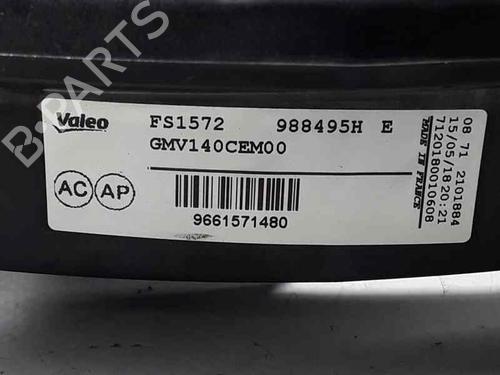 B-PARTS
Valeo FS1572 988495H E
GMV140CEM00
AC AP
9661571480
08 71 2101884
15/05/18 20:21
71201800010608
MADE IN FRANCE